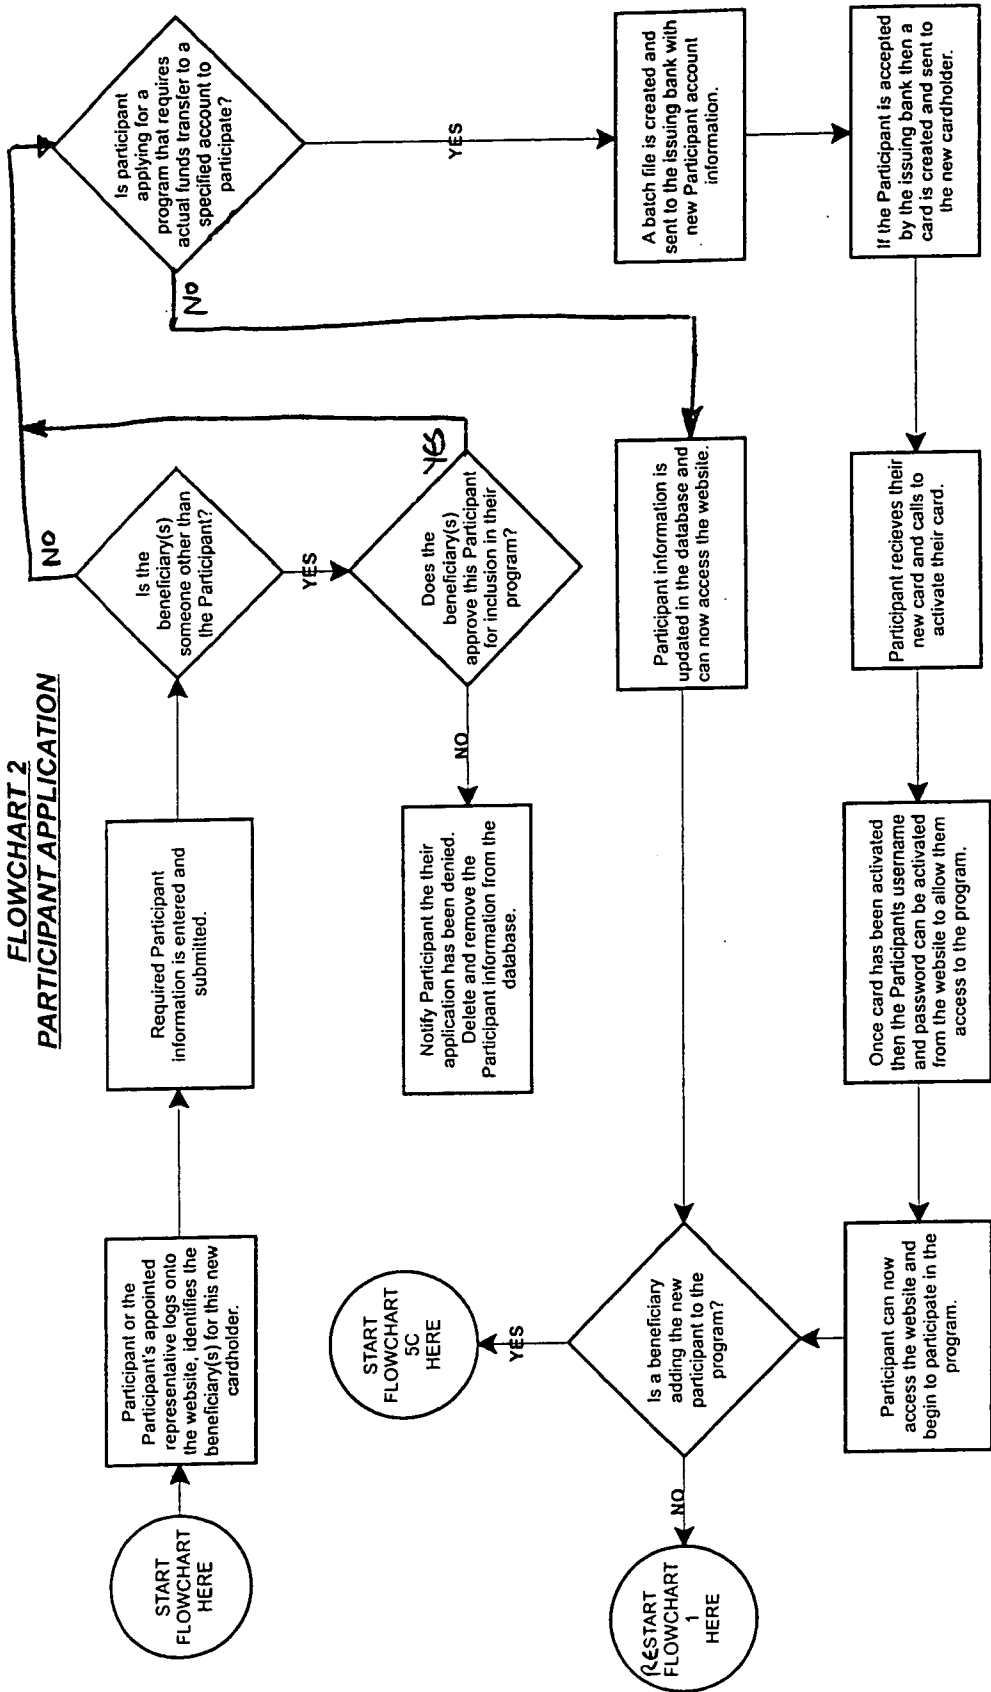 FLOWCHART 2
PARTICIPANT APPLICATION
START
FLOWCHART
HERE
Participant or the
Participant's appointed
representative logs onto
the website, identifies the
beneficiary(s) for this new
cardholder.
Required Participant
information is entered and
submitted.
Is the
beneficiary(s)
someone other than
the Participant?
NO
YES
Is participant
applying for a
program that requires
actual funds transfer to a
specified account to
participate?
NO
YES
Does the
beneficiary(s)
approve this Participant
for inclusion in their
program?
YES
NO
Notify Participant the their
application has been denied.
Delete and remove the
Participant information from the
database.
START
FLOWCHART
5C
HERE
YES
Is a beneficiary
adding the new
participant to the
program?
NO
RESTART
FLOWCHART
1
HERE
Participant information is
updated in the database and
can now access the website.
A batch file is created and
sent to the issuing bank with
new Participant account
information.
If the Participant is accepted
by the issuing bank then a
card is created and sent to
the new cardholder.
Participant recieves their
new card and calls to
activate their card.
Once card has been activated
then the Participants username
and password can be activated
from the website to allow them
access to the program.
Participant can now
access the website and
begin to participate in the
program.